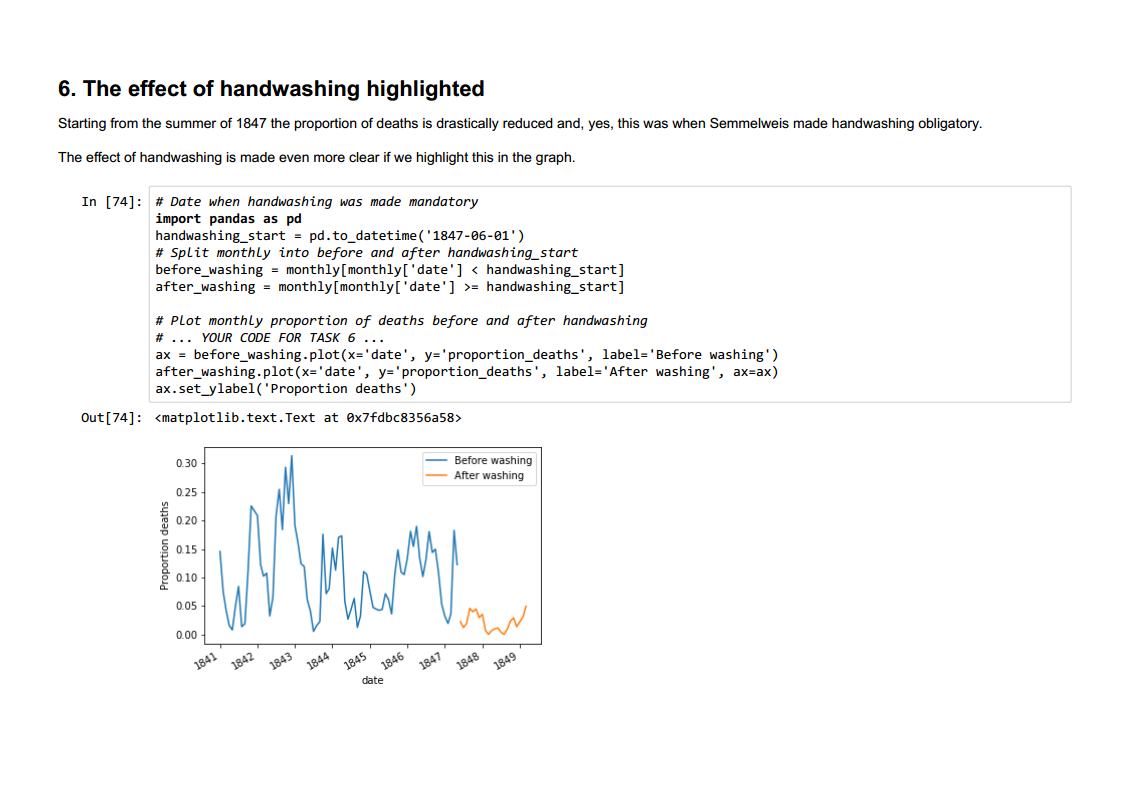 6. The effect of handwashing highlighted
Starting from the summer of 1847 the proportion of deaths is drastically reduced and, yes, this was when Semmelweis made handwashing obligatory.
The effect of handwashing is made even more clear if we highlight this in the graph.
In [74]:
# Date when handwashing was made mandatory
import pandas as pd
handwashing_start = pd.to_datetime('1847-06-01')
# Split monthly into before and after handwashing_start
before_washing = monthly[monthly['date'] < handwashing_start]
after_washing = monthly[monthly['date'] >= handwashing_start]
# Plot monthly proportion of deaths before and after handwashing
# ... YOUR CODE FOR TASK 6 ...
ax = before_washing.plot(x='date', y='proportion_deaths', label='Before washing')
after_washing.plot(x='date', y='proportion_deaths', label='After washing', ax=ax)
ax.set_ylabel('Proportion deaths')
Out[74]: <matplotlib.text.Text at 0x7fdbc8356a58>
Before washing
After washing
Proportion deaths
0.30
0.25
0.20
0.15
0.10
0.05
0.00
1841 1842 1843 1844 1845 1846 1847 1848 1849
date